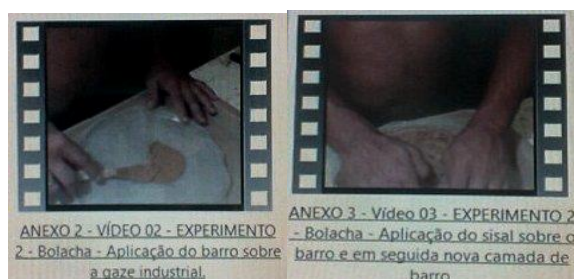 ANEXO 2 - VÍDEO 02 - EXPERIMENTO
2 - Bolacha - Aplicação do barro sobre
a gaze industrial.
ANEXO 3 - Vídeo 03 - EXPERIMENTO 2
- Bolacha - Aplicação do sisal sobre o
barro e em seguida nova camada de
barro